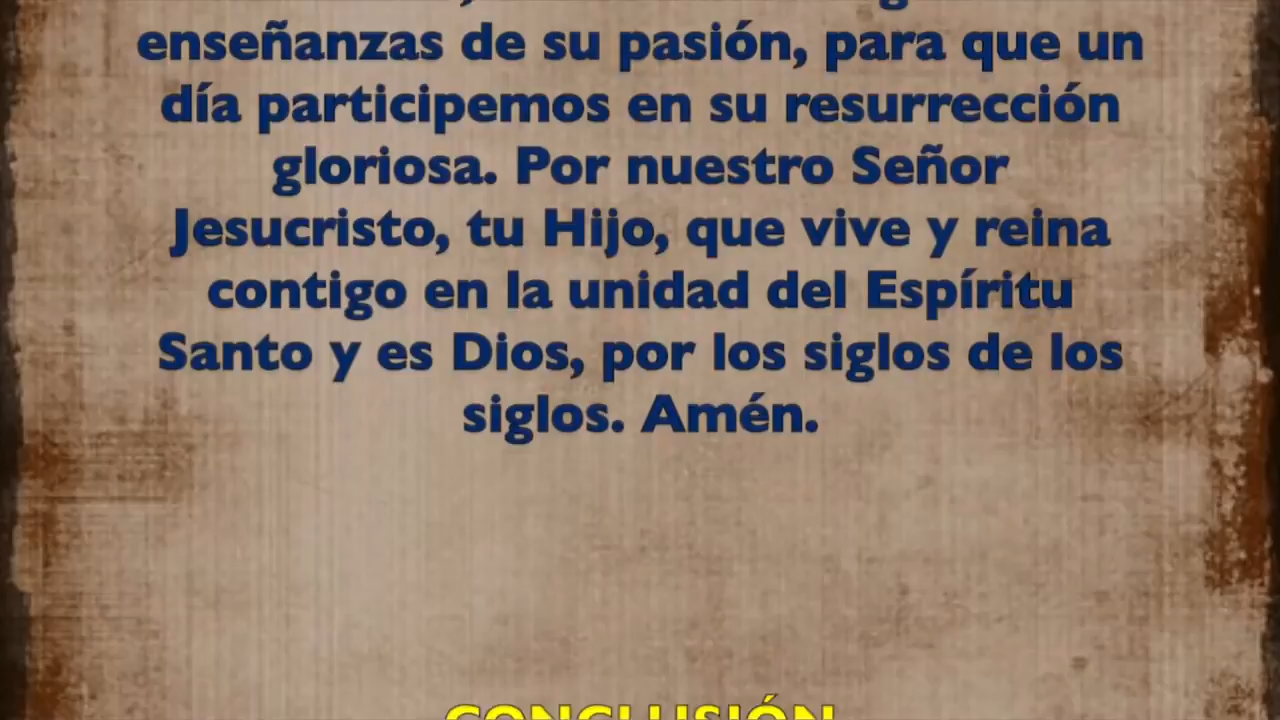 enseñanzas de su pasión, para que un
día participemos en su resurrección
gloriosa. Por nuestro Señor
Jesucristo, tu Hijo, que vive y reina
contigo en la unidad del Espíritu
Santo y es Dios, por los siglos de los
siglos. Amén.
CONCLUSIÓN